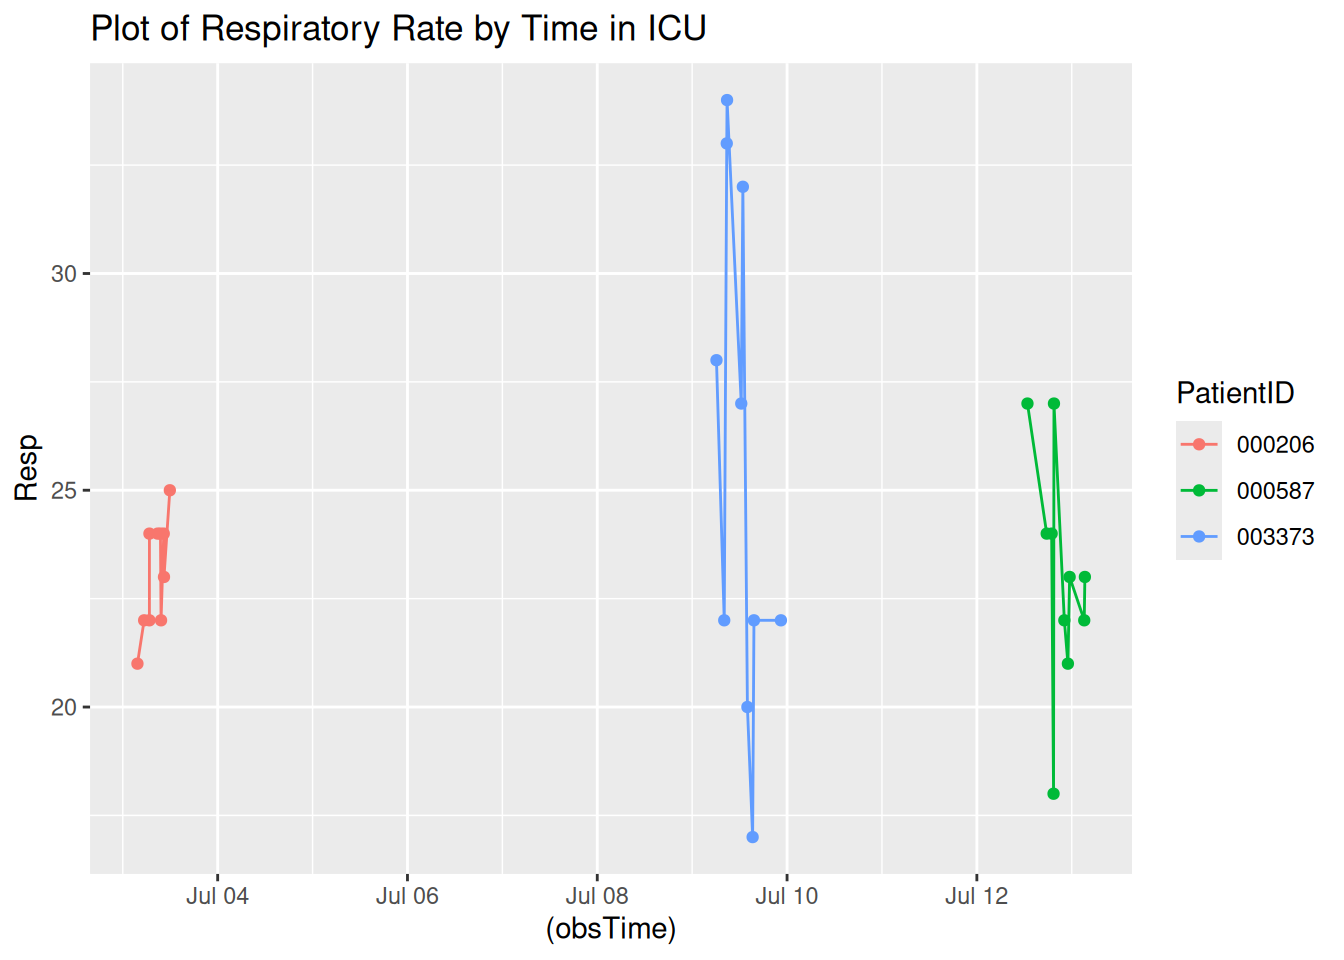 Plot of Respiratory Rate by Time in ICU
Resp
30
25
20
Jul 04 Jul 06 Jul 08 Jul 10 Jul 12
(obsTime)
PatientID
000206
000587
003373